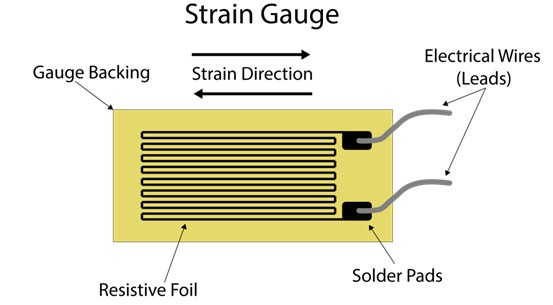 Strain Gauge
Gauge Backing
Strain Direction
Electrical Wires
(Leads)
Resistive Foil
Solder Pads